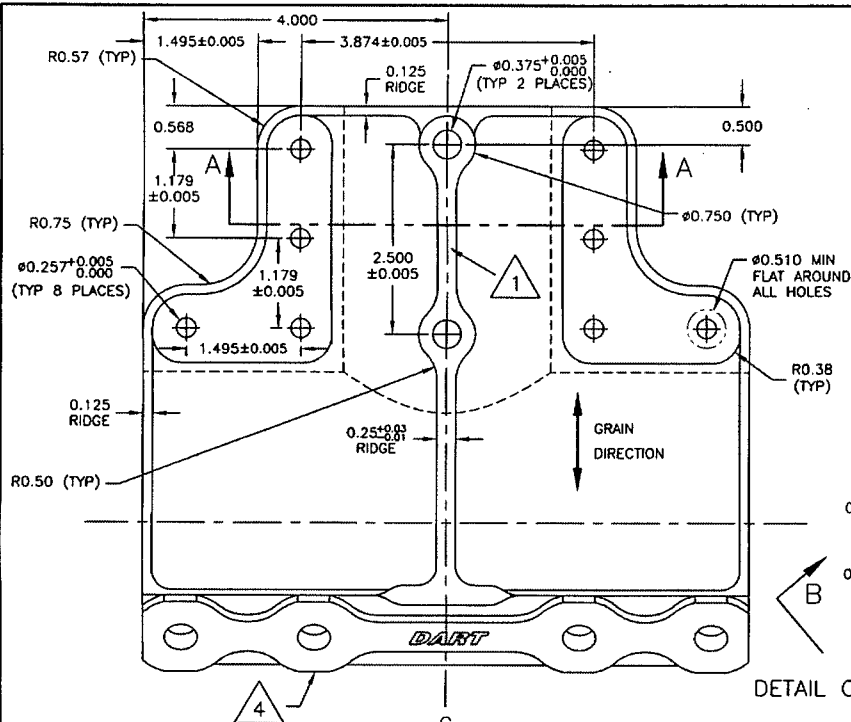 4.000
1.495±0.005
3.874±0.005
R0.57 (TYP)
0.125
RIDGE
ø0.375+0.005
0.000
(TYP 2 PLACES)
0.568
0.500
A
A
1.179
±0.005
R0.75 (TYP)
ø0.750 (TYP)
ø0.257+0.005
0.000
(TYP 8 PLACES)
1.179
±0.005
2.500
±0.005
1
ø0.510 MIN
FLAT AROUND
ALL HOLES
1.495±0.005
R0.38
(TYP)
0.125
RIDGE
0.25+0.03
-0.01
RIDGE
GRAIN
DIRECTION
R0.50 (TYP)
B
DART
DETAIL C
4